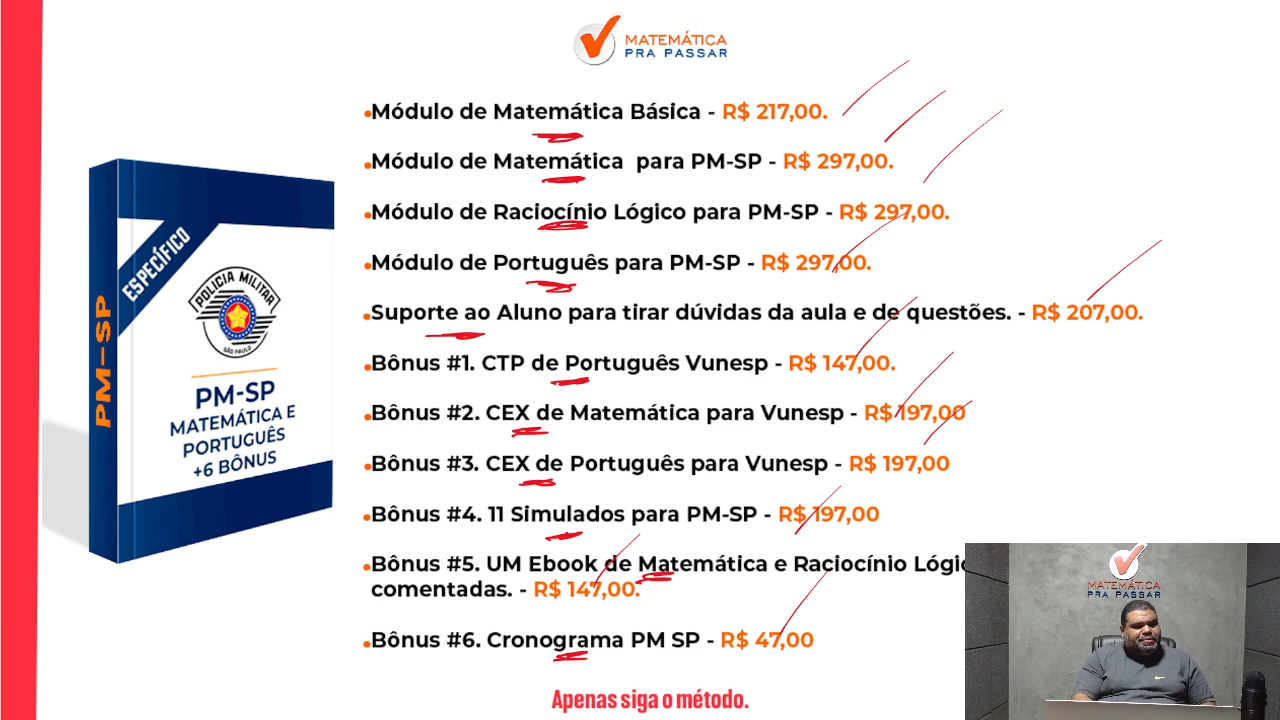 MATEMÁTICA
PRA PASSAR
•Módulo de Matemática Básica - R$ 217,00.
•Módulo de Matemática para PM-SP - R$ 297,00.
•Módulo de Raciocínio Lógico para PM-SP - R$ 297,00.
•Módulo de Português para PM-SP - R$ 297,00.
•Suporte ao Aluno para tirar dúvidas da aula e de questões. - R$ 207,00.
•Bônus #1. CTP de Português Vunesp - R$ 147,00.
•Bônus #2. CEX de Matemática para Vunesp - R$ 197,00
•Bônus #3. CEX de Português para Vunesp - R$ 197,00
•Bônus #4. 11 Simulados para PM-SP - R$ 197,00
•Bônus #5. UM Ebook de Matemática e Raciocínio
comentadas. - R$ 147,00.
•Bônus #6. Cronograma PM SP - R$ 47,00
Apenas siga o método.
PM-SP
ESPECÍFICO
POLICIA MILITAR
SÃO PAULO
PM-SP
MATEMÁTICA E
PORTUGUÊS
+6 BÔNUS
MATEMÁTICA
PRA PASSAR